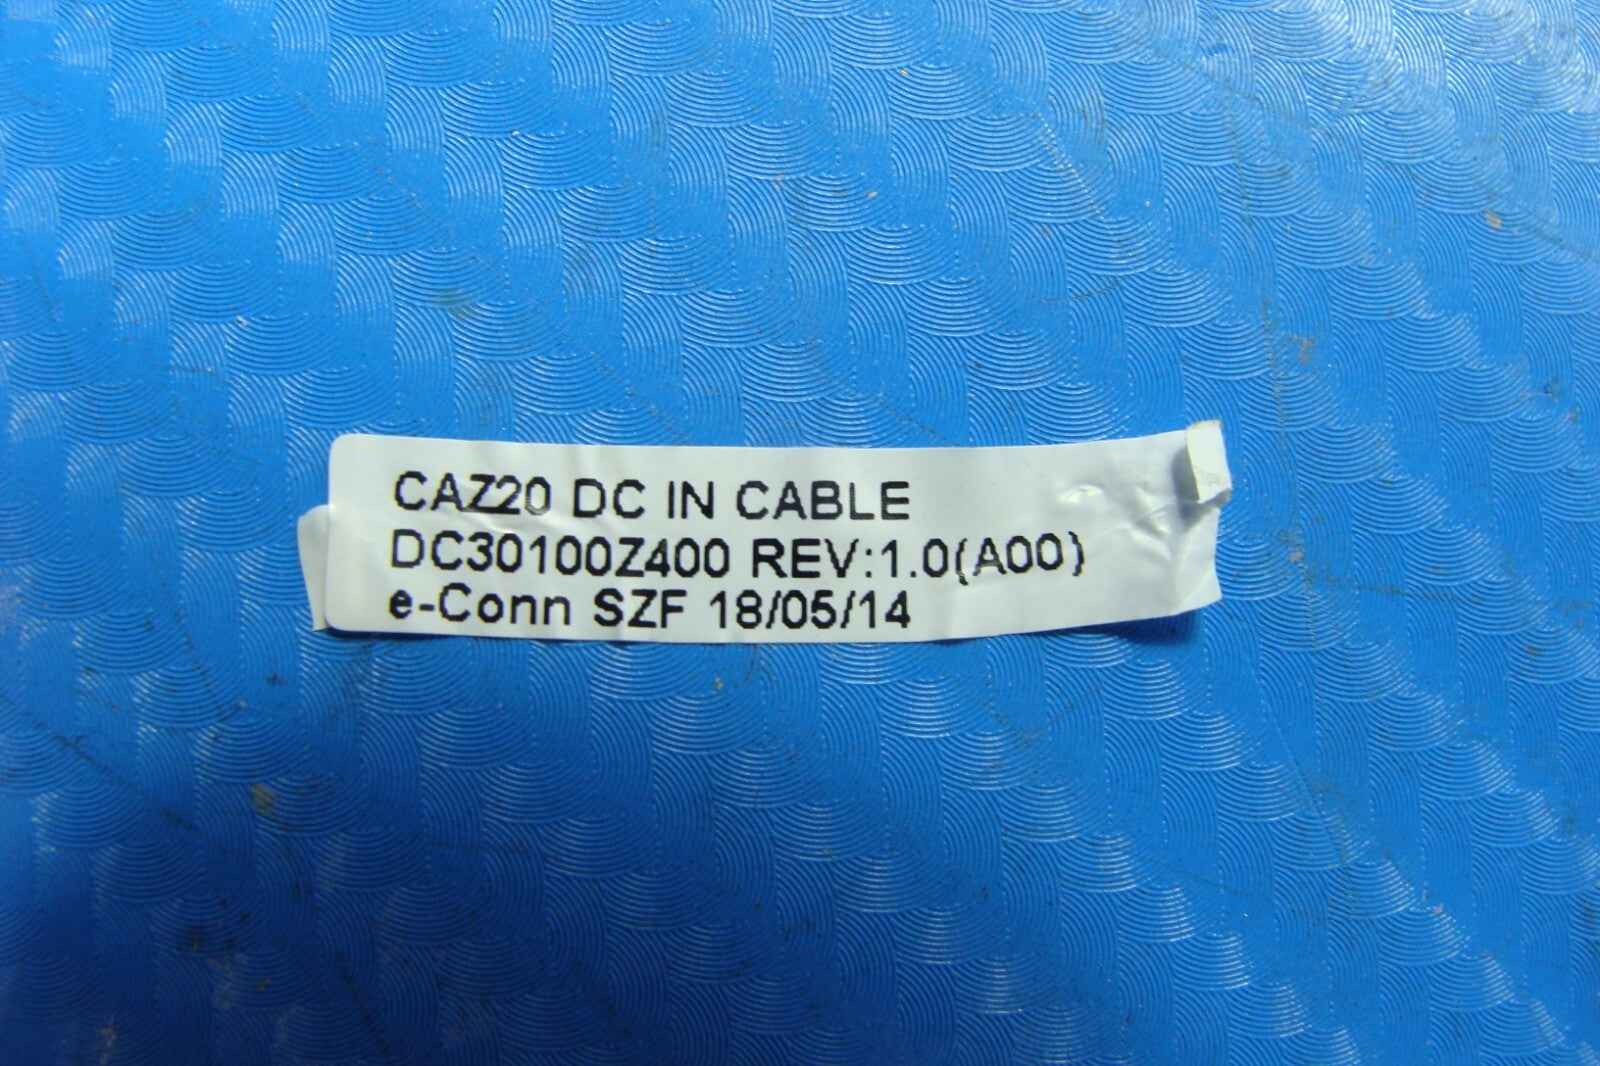 CAZ20 DC IN CABLE
DC30100Z400 REV:1.0(A00)
e-Conn SZF 18/05/14